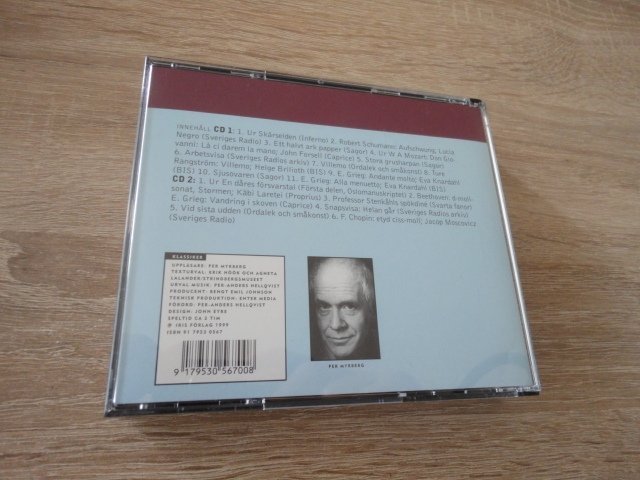 INNEHÅLL CD 1: 1. Ur Skärselden (Inferno) 2. Robert Schumann: Aufschwung; Lucia
Negro (Sveriges Radio) 3. Ett halvt ark papper (Sagor) 4. Ur W A Mozart: Don Gio-
vanni: Là ci darem la mano; John Forsell (Caprice) 5. Stora grusharpan (Sagor)
6. Arbetsvisa (Sveriges Radios arkiv) 7. Villemo (Ordalek och småkonst) 8. Ture
Rangström: Villemo; Helge Brilioth (BIS) 9. E. Grieg: Andante molto; Eva Knardahl
(BIS) 10. Sjusovaren (Sagor) 11. E. Grieg: Alla menuetto; Eva Knardahl (BIS)
CD 2: 1. Ur En dåres försvarstal (Första delen, Oslomanuskriptet) 2. Beethoven: d-moll-
sonat, Stormen; Käbi Laretei (Proprius) 3. Professor Stenkåhls spökdine (Svarta fanor)
E. Grieg: Vandring i skoven (Caprice) 4. Snapsvisa: Helan går (Sveriges Radios arkiv)
5. Vid sista udden (Ordalek och småkonst) 6. F. Chopin: etyd ciss-moll; Jacob Moscovicz
(Sveriges Radio)
KLASSIKER
UPPLÄSARE: PER MYRBERG
TEXTURVAL: ERIK HÖÖK OCH AGNETA
LALANDER/STRINDBERGSMUSEET
URVAL MUSIK: PER-ANDERS HELLQVIST
PRODUCENT: BENGT EMIL JOHNSON
TEKNISK PRODUKTION: ENTER MEDIA
FÖRORD: PER-ANDERS HELLQVIST
DESIGN: JOHN EYRE
SPELTID CA 2 TIM
℗ IRIS FÖRLAG 1999
ISBN 91 7953 0567
9 179530 567008
PER MYRBERG